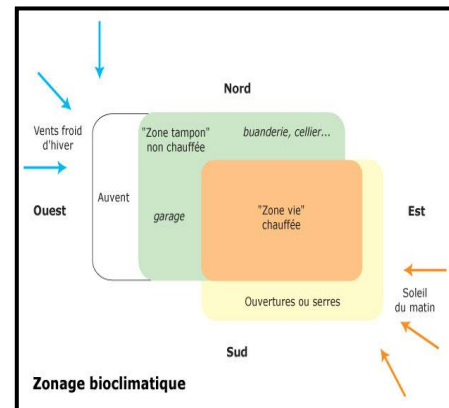 Nord
Vents froid
d'hiver
"Zone tampon"
non chauffée
buanderie, cellier...
Ouest
Auvent
garage
"Zone vie"
chauffée
Est
Ouvertures ou serres
Soleil
du matin
Sud
Zonage bioclimatique